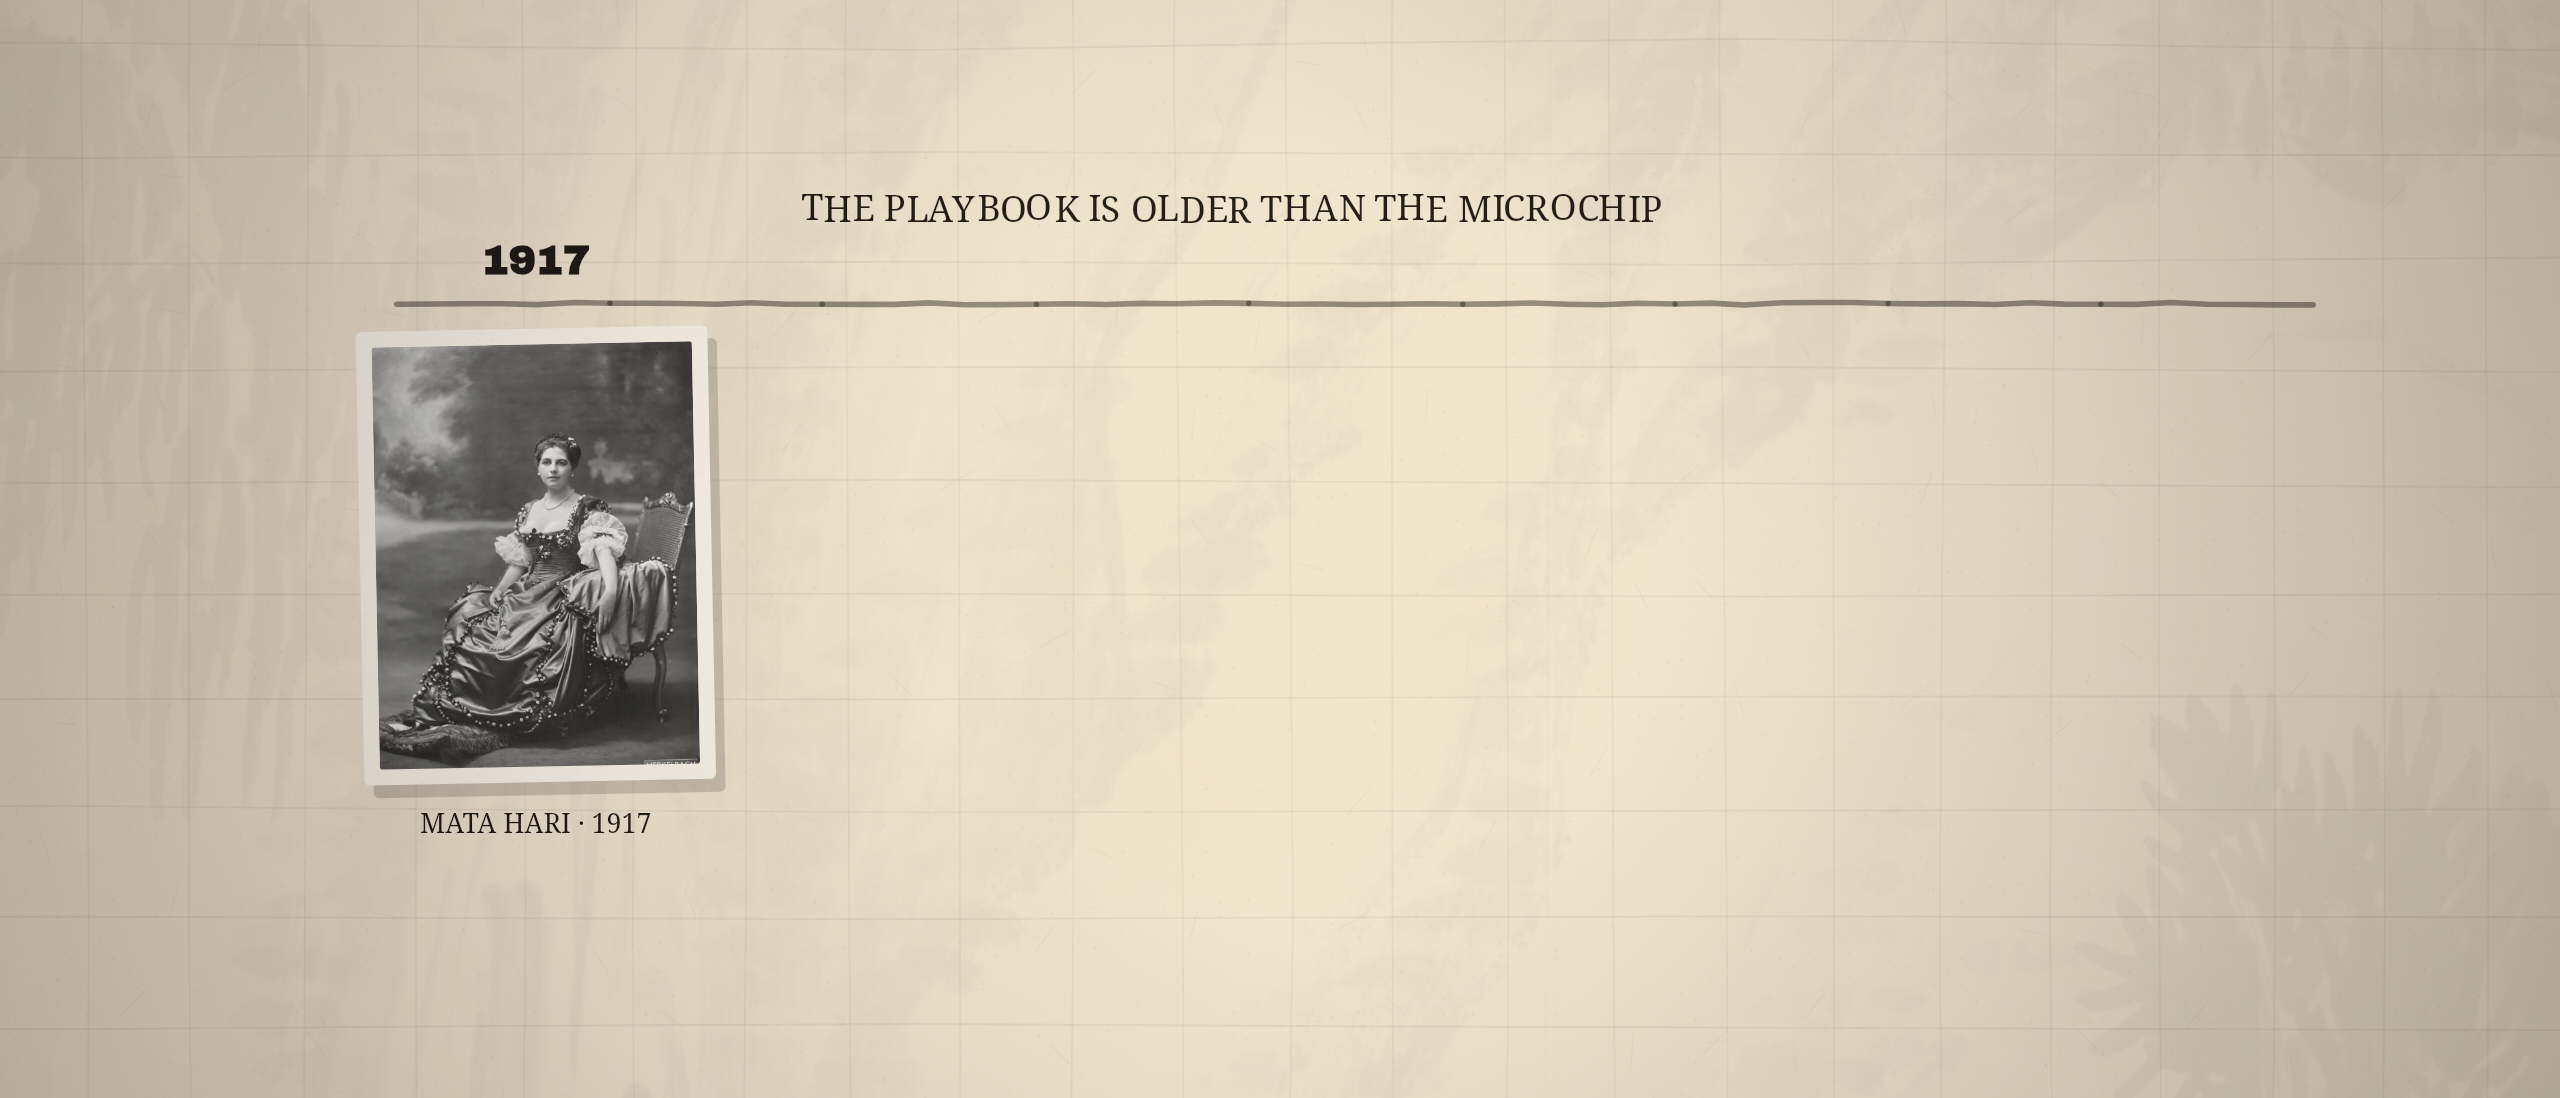 THE PLAYBOOK IS OLDER THAN THE MICROCHIP
1917
MATA HARI · 1917